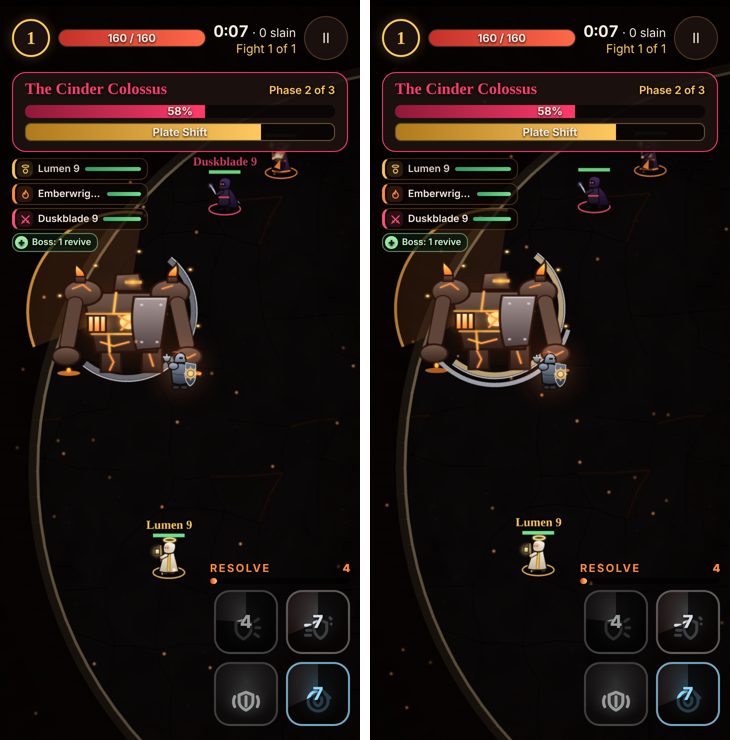 1
160 / 160
0:07 · 0 slain
Fight 1 of 1
The Cinder Colossus
Phase 2 of 3
58%
Plate Shift
Lumen 9
Emberwrig...
Duskblade 9
Boss: 1 revive
Duskblade 9
Lumen 9
RESOLVE 4
4
7
7
1
160 / 160
0:07 · 0 slain
Fight 1 of 1
The Cinder Colossus
Phase 2 of 3
58%
Plate Shift
Lumen 9
Emberwrig...
Duskblade 9
Boss: 1 revive
Lumen 9
RESOLVE 4
4
7
7